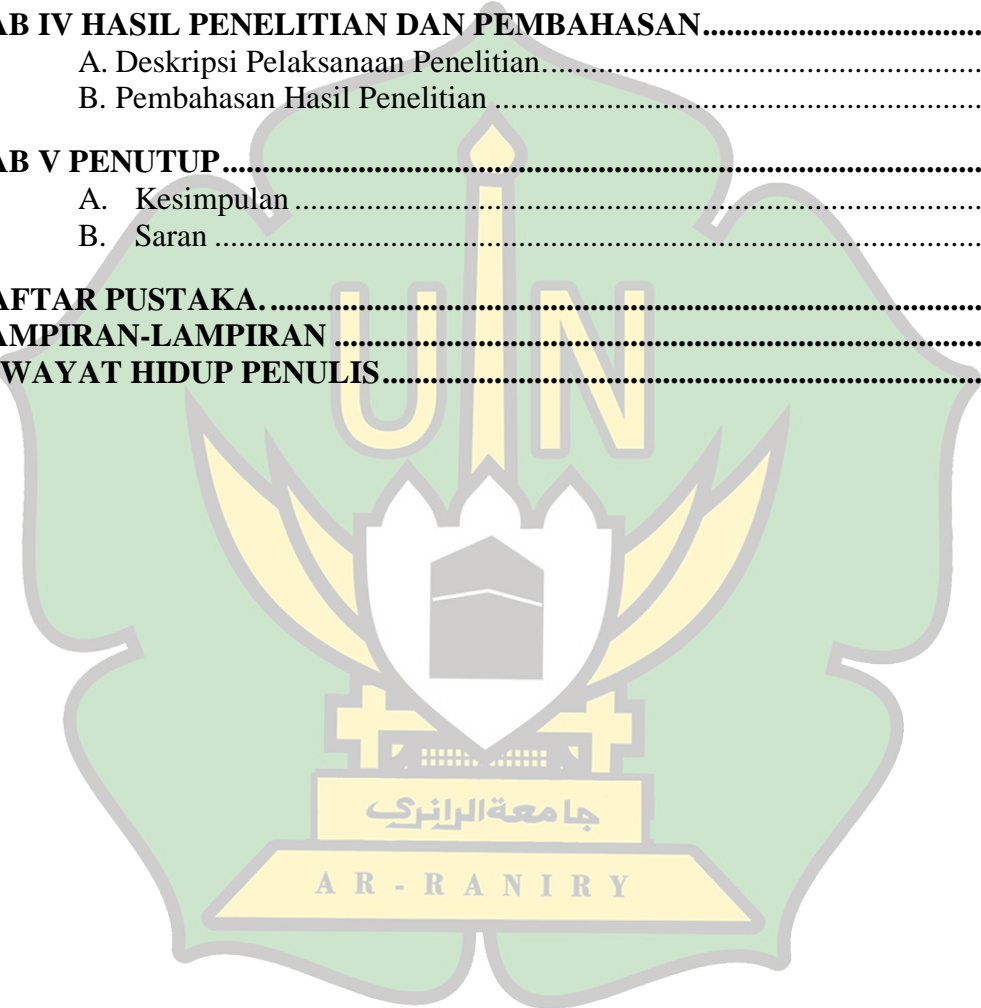 AB IV HASIL PENELITIAN DAN PEMBAHASAN..................................
A. Deskripsi Pelaksanaan Penelitian......................................................
B. Pembahasan Hasil Penelitian ............................................................
AB V PENUTUP..............................................................................................
A. Kesimpulan .....................................................................................
B. Saran ...............................................................................................
AFTAR PUSTAKA. ........................................................................................
AMPIRAN-LAMPIRAN ................................................................................
WAYAT HIDUP PENULIS..........................................................................
UIN
جامعة الرانري
AR-RANIRY